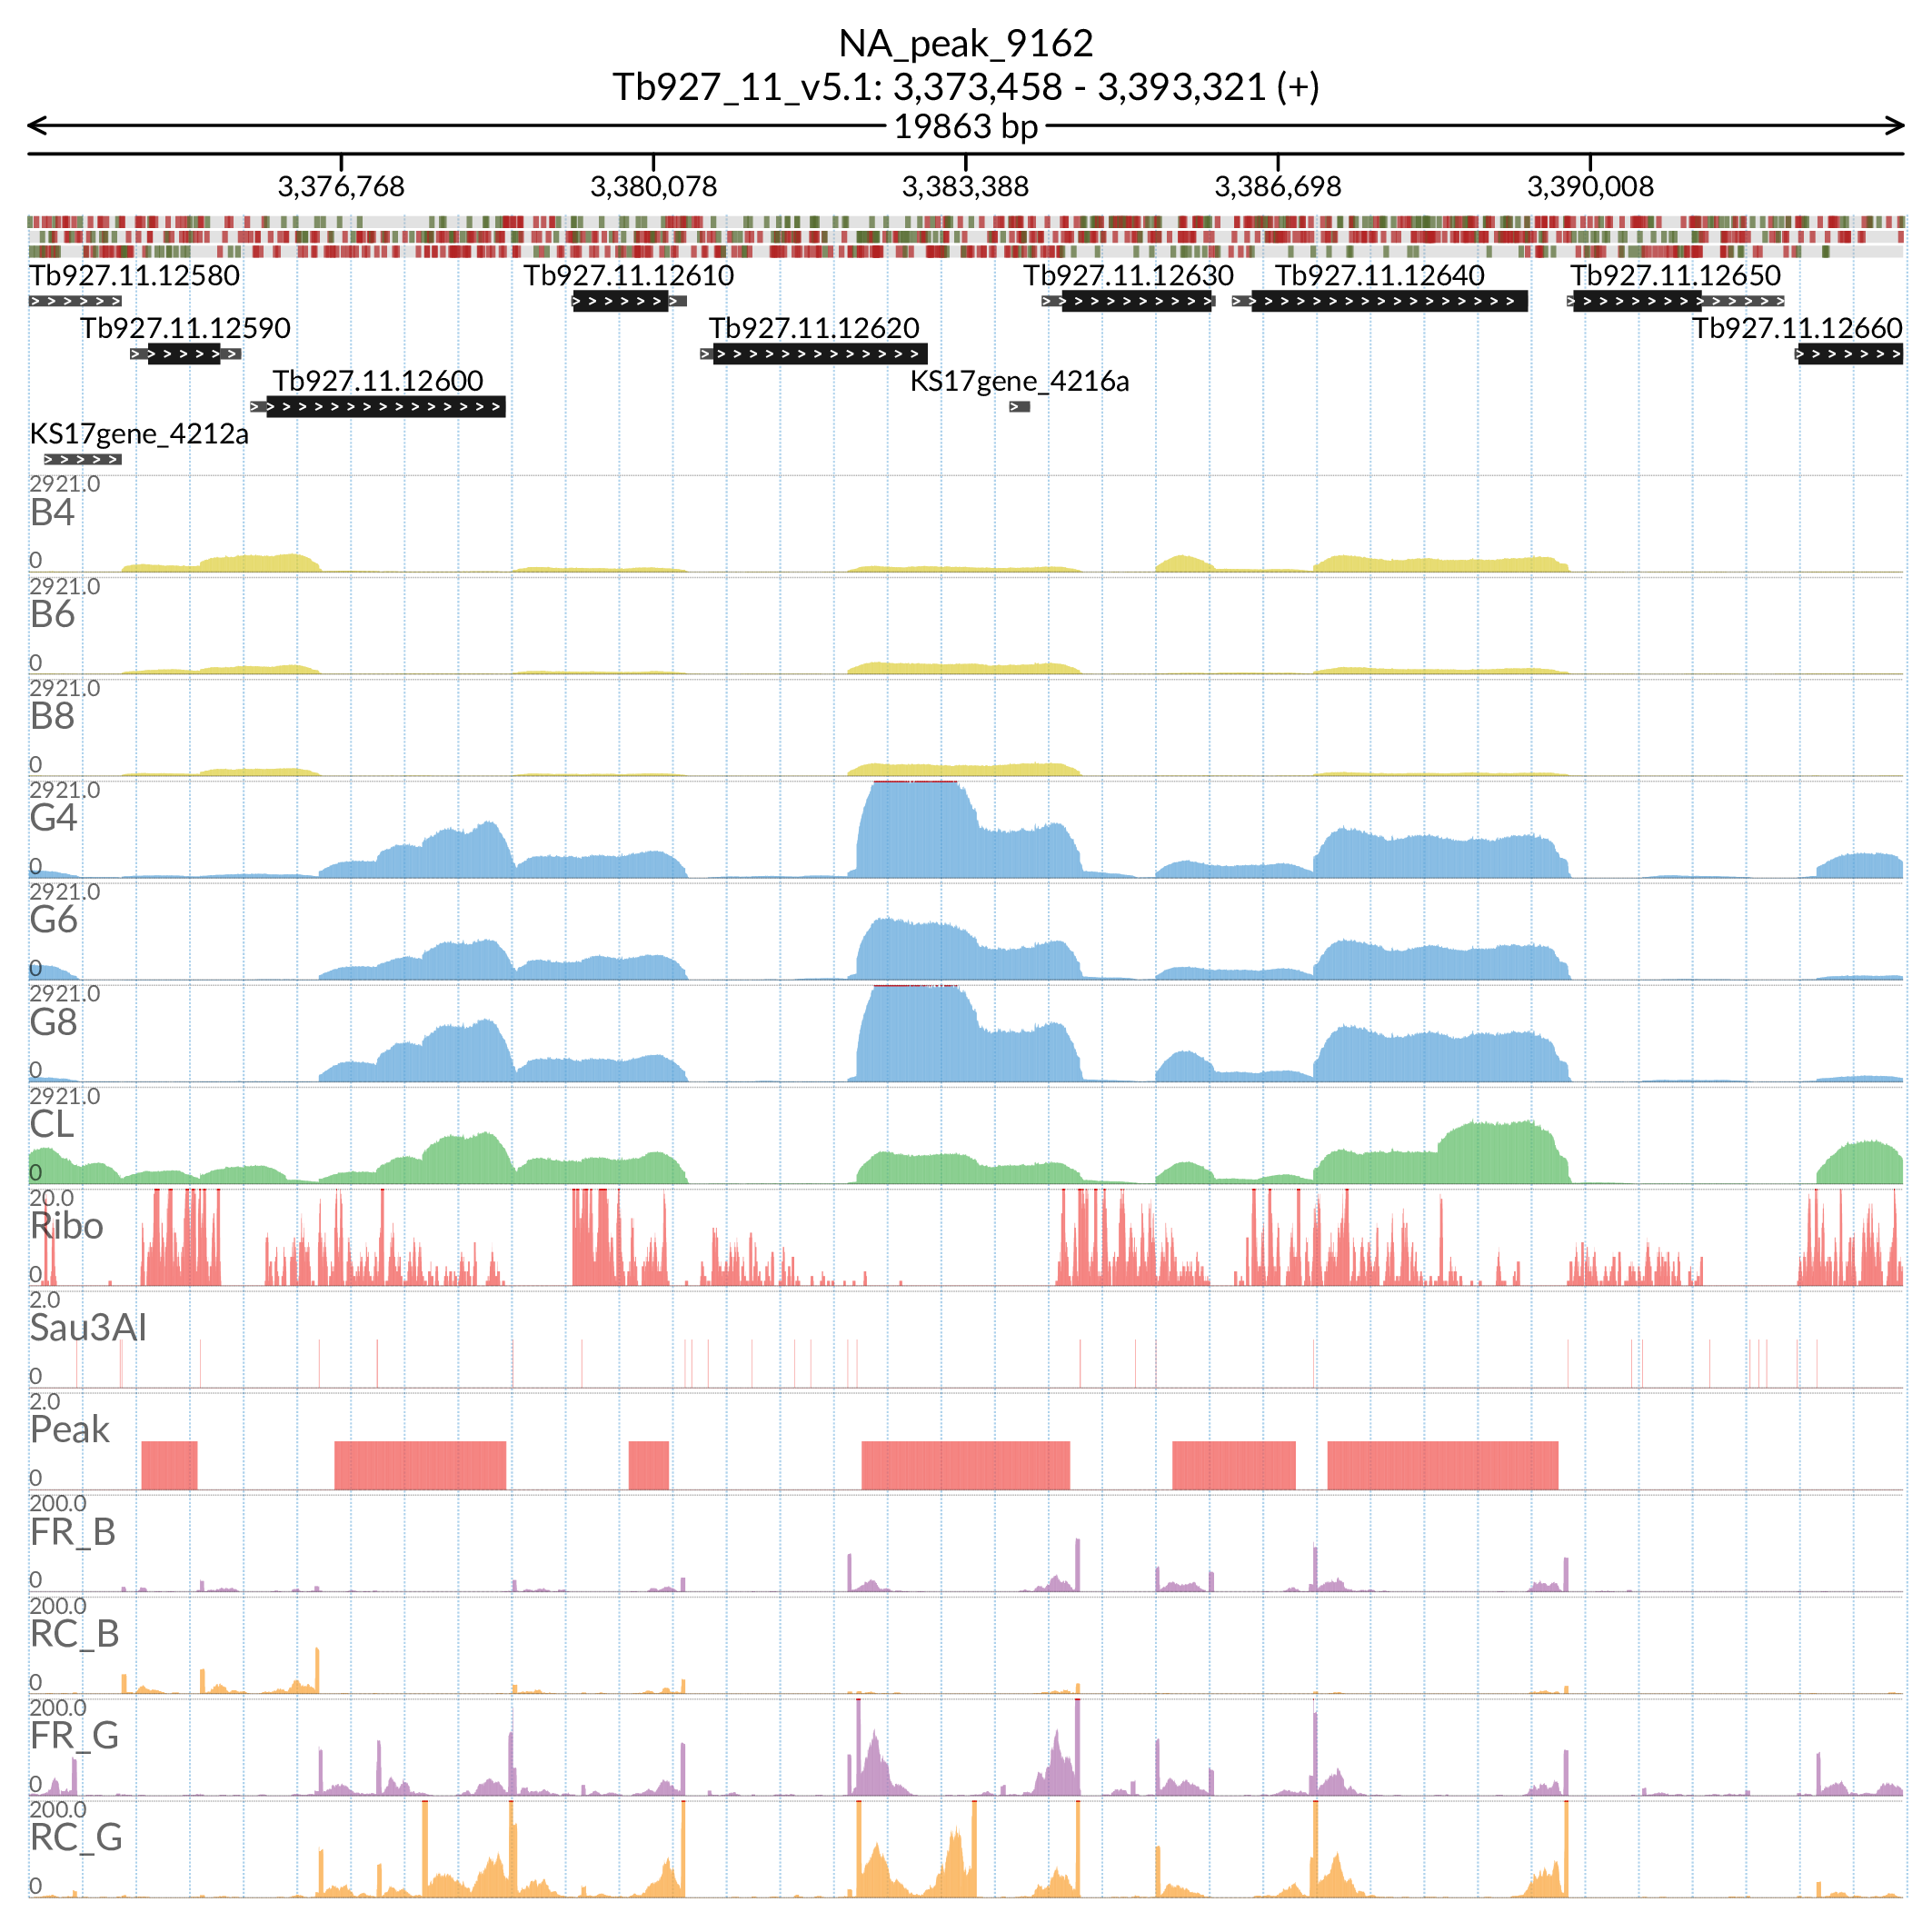 NA_peak_9162
Tb927_11_v5.1: 3,373,458 - 3,393,321 (+)
19863 bp
3,376,768 3,380,078 3,383,388 3,386,698 3,390,008
Tb927.11.12580 Tb927.11.12610 Tb927.11.12630 Tb927.11.12640 Tb927.11.12650
Tb927.11.12590 Tb927.11.12620 Tb927.11.12660
Tb927.11.12600 KS17gene_4216a
KS17gene_4212a
2921.0
B4
0
2921.0
B6
0
2921.0
B8
0
2921.0
G4
0
2921.0
G6
0
2921.0
G8
0
2921.0
CL
0
20.0
Ribo
0
2.0
Sau3AI
0
2.0
Peak
0
200.0
FR_B
0
200.0
RC_B
0
200.0
FR_G
0
200.0
RC_G
0